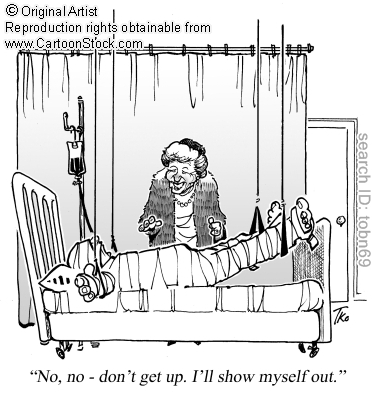 © Original Artist
Reproduction rights obtainable from
www.CartoonStock.com
search ID: tobn69
TKO
“No, no - don’t get up. I’ll show myself out.”